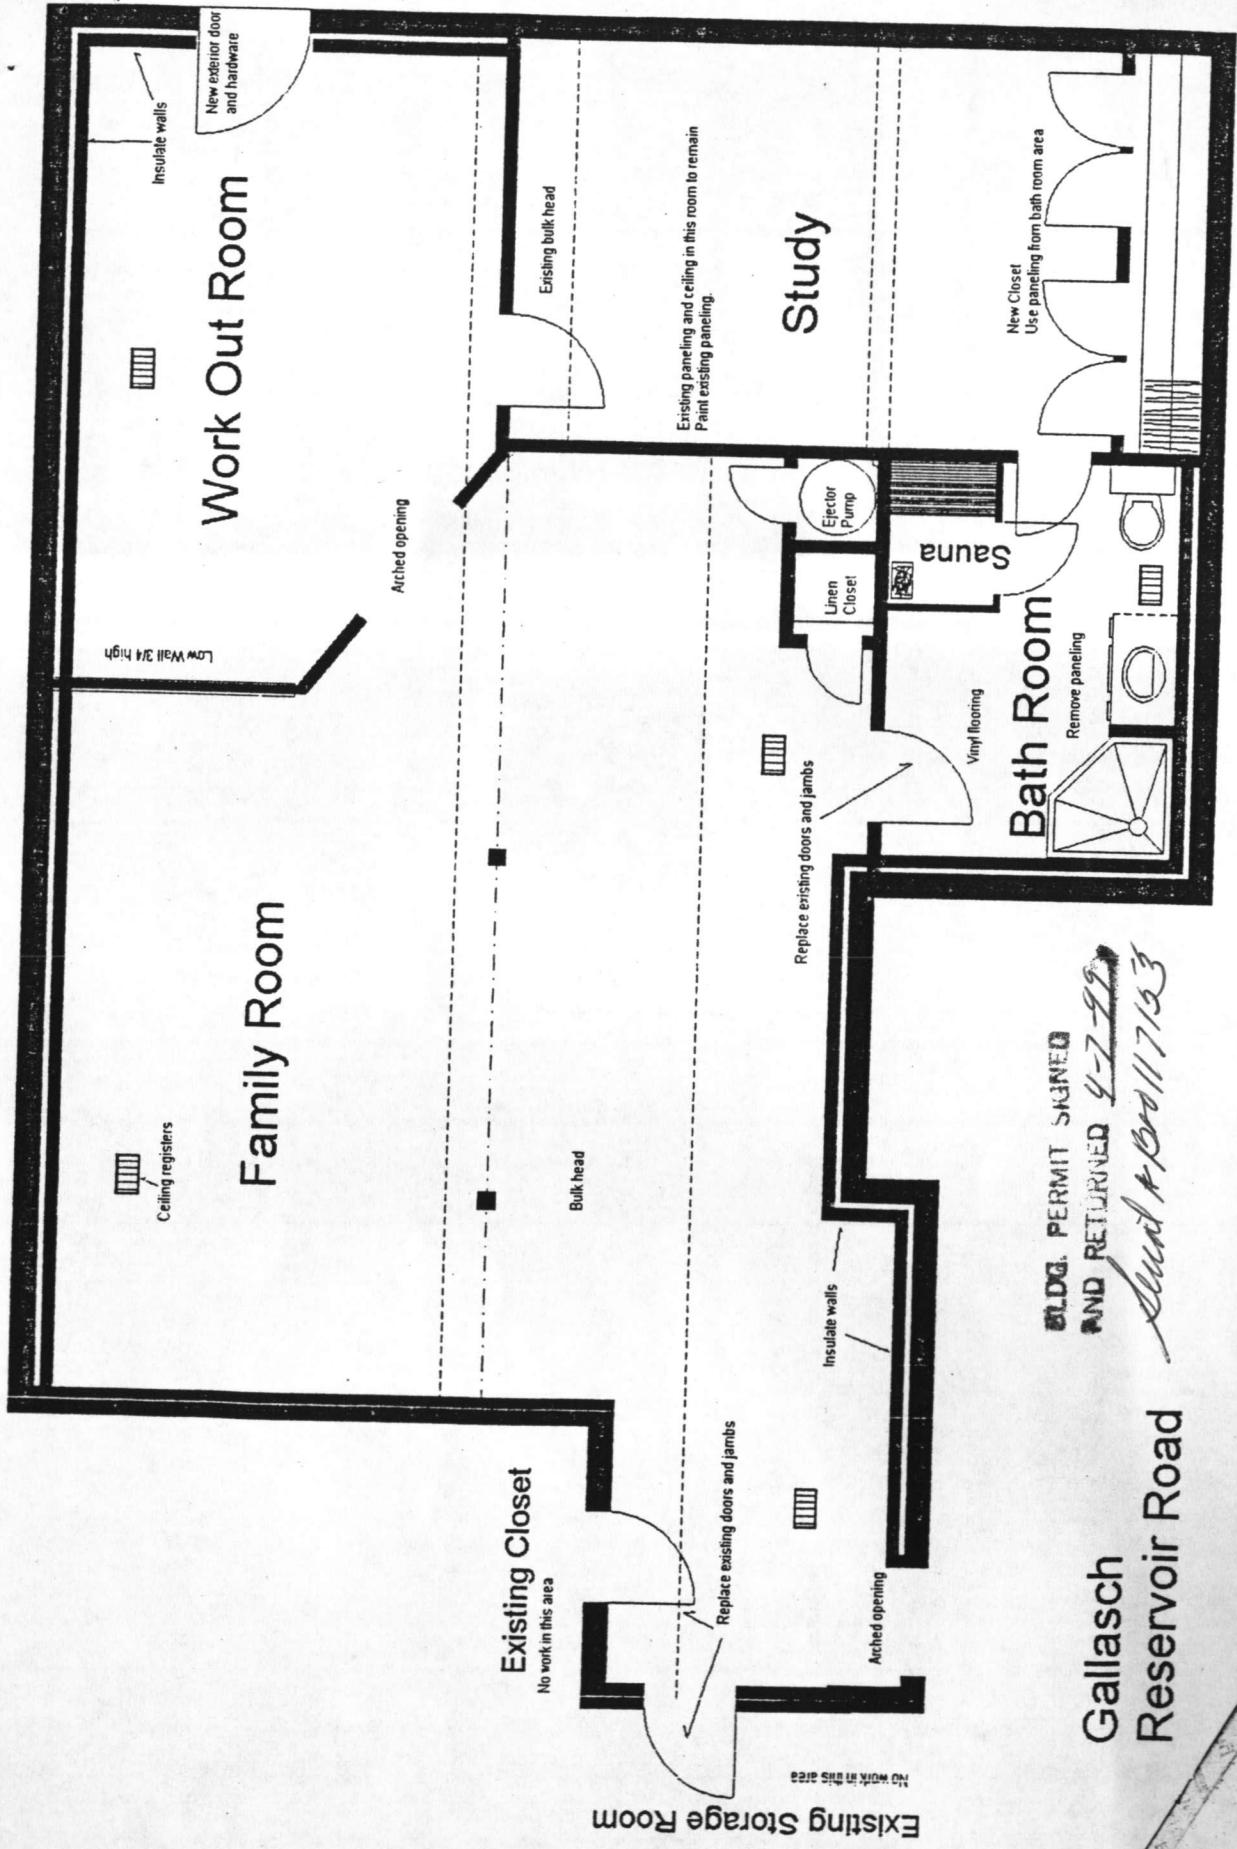 Existing Storage Room
No work in this area
Existing Closet
No work in this area
Replace existing doors and jambs
Arched opening
Family Room
Ceiling registers
Bulk head
Insulate walls
Low Wall 3/4 high
Arched opening
Work Out Room
Insulate walls
New exterior door
and hardware
Existing bulk head
Existing paneling and ceiling in this room to remain
Paint existing paneling.
Study
New Closet
Use paneling from bath room area
Ejector
Pump
Linen
Closet
Sauna
Replace existing doors and jambs
Vinyl flooring
Bath Room
Remove paneling
BLDG. PERMIT SIGNED
AND RETURNED 4-7-99
Gallasch
Reservoir Road